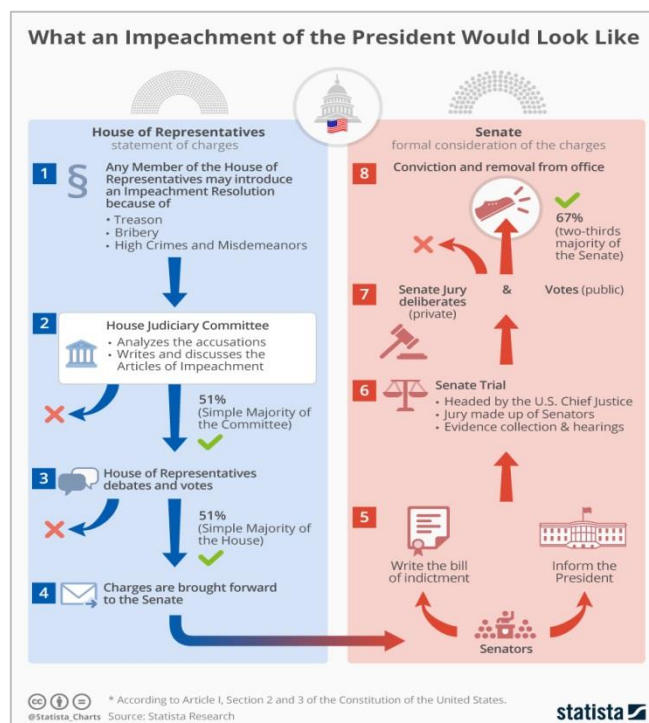 What an Impeachment of the President Would Look Like
House of Representatives
statement of charges
1
Any Member of the House of
Representatives may introduce
an Impeachment Resolution
because of
• Treason
• Bribery
• High Crimes and Misdemeanors
2
House Judiciary Committee
• Analyzes the accusations
• Writes and discusses the
Articles of Impeachment
51%
(Simple Majority of
the Committee)
3
House of Representatives
debates and votes
51%
(Simple Majority of
the House)
4
Charges are brought forward
to the Senate
Senate
formal consideration of the charges
8
Conviction and removal from office
67%
(two-thirds
majority of
the Senate)
7
Senate Jury
deliberates
(private)
&
Votes (public)
6
Senate Trial
• Headed by the U.S. Chief Justice
• Jury made up of Senators
• Evidence collection & hearings
5
Write the bill
of indictment
Inform the
President
Senators
* According to Article I, Section 2 and 3 of the Constitution of the United States.
@Statista_Charts Source: Statista Research
statista